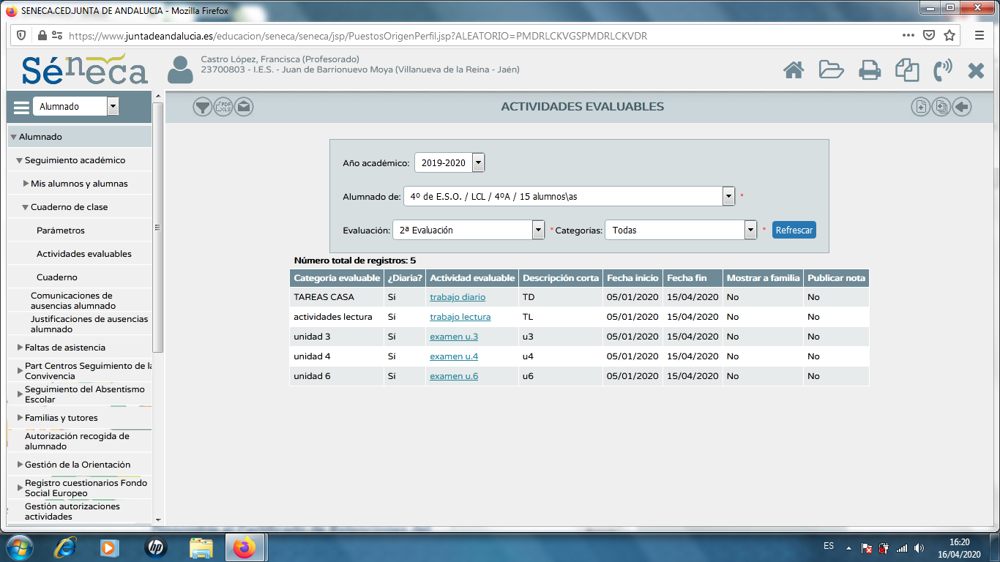 SENECA.CED.JUNTA DE ANDALUCIA - Mozilla Firefox
https://www.juntadeandalucia.es/educacion/seneca/seneca/jsp/PuestosOrigenPerfil.jsp?ALEATORIO=PMDRLCKVGSPMDRLCKVDR
Séneca
Castro López, Francisca (Profesorado)
23700803 - I.E.S. - Juan de Barrionuevo Moya (Villanueva de la Reina - Jaén)
Alumnado
PDF
XLS
ACTIVIDADES EVALUABLES
Alumnado
Seguimiento académico
Mis alumnos y alumnas
Cuaderno de clase
Parámetros
Actividades evaluables
Cuaderno
Comunicaciones de
ausencias alumnado
Justificaciones de ausencias
alumnado
Faltas de asistencia
Part Centros Seguimiento de la
Convivencia
Seguimiento del Absentismo
Escolar
Familias y tutores
Autorización recogida de
alumnado
Gestión de la Orientación
Registro cuestionarios Fondo
Social Europeo
Gestión autorizaciones
actividades
Año académico: 2019-2020
Alumnado de: 4º de E.S.O. / LCL / 4ºA / 15 alumnos\as *
Evaluación: 2ª Evaluación * Categorias: Todas * Refrescar
Número total de registros: 5
Categoría evaluable ¿Diaria? Actividad evaluable Descripción corta Fecha inicio Fecha fin Mostrar a familia Publicar nota
TAREAS CASA Sí trabajo diario TD 05/01/2020 15/04/2020 No No
actividades lectura Sí trabajo lectura TL 05/01/2020 15/04/2020 No No
unidad 3 Sí examen u.3 u3 05/01/2020 15/04/2020 No No
unidad 4 Sí examen u.4 u4 05/01/2020 15/04/2020 No No
unidad 6 Sí examen u.6 u6 05/01/2020 15/04/2020 No No
hp
ES
16:20
16/04/2020